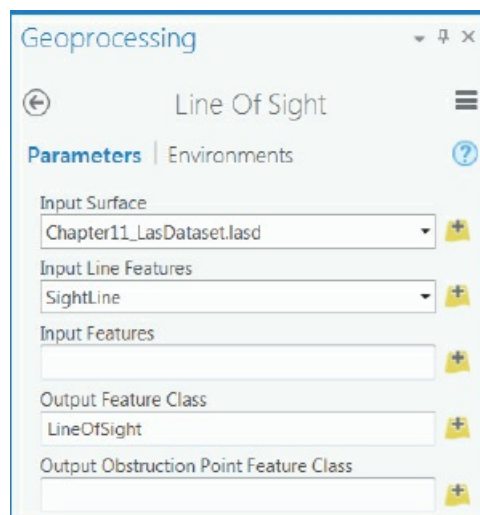 Geoprocessing
Line Of Sight
Parameters | Environments
Input Surface
Chapter11_LasDataset.lasd
Input Line Features
SightLine
Input Features
Output Feature Class
LineOfSight
Output Obstruction Point Feature Class